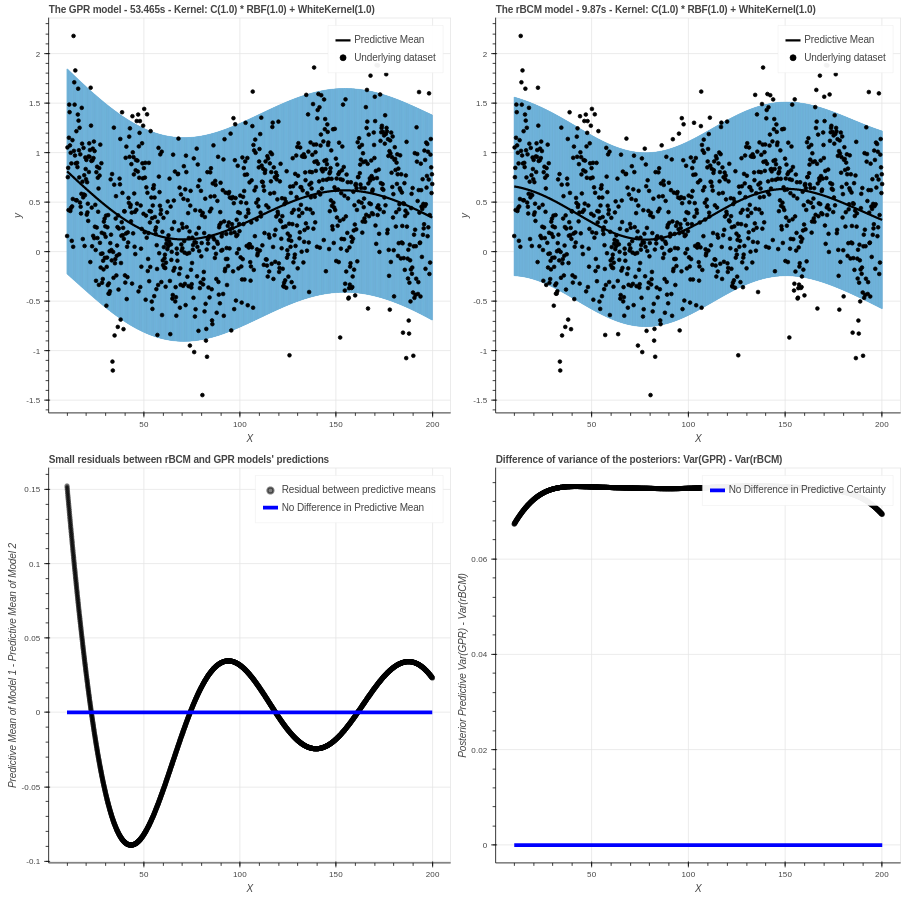 The GPR model - 53.465s - Kernel: C(1.0) * RBF(1.0) + WhiteKernel(1.0)
Predictive Mean
Underlying dataset
2
1.5
1
0.5
0
-0.5
-1
-1.5
y
50
100
150
200
X
The rBCM model - 9.87s - Kernel: C(1.0) * RBF(1.0) + WhiteKernel(1.0)
Predictive Mean
Underlying dataset
2
1.5
1
0.5
0
-0.5
-1
-1.5
y
50
100
150
200
X
Small residuals between rBCM and GPR models' predictions
Residual between predictive means
No Difference in Predictive Mean
0.15
0.1
0.05
0
-0.05
-0.1
Predictive Mean of Model 1 - Predictive Mean of Model 2
50
100
150
200
X
Difference of variance of the posteriors: Var(GPR) - Var(rBCM)
No Difference in Predictive Certainty
0.06
0.04
0.02
0
Posterior Predictive Var(GPR) - Var(rBCM)
50
100
150
200
X